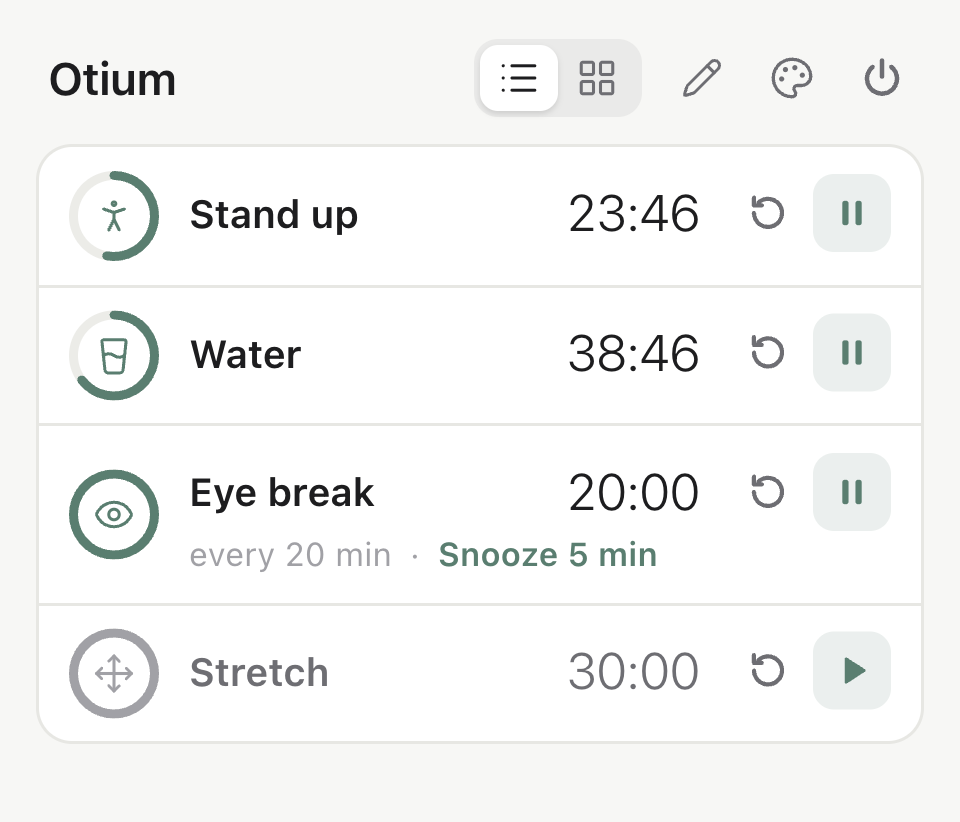 Otium
Stand up 23:46
Water 38:46
Eye break 20:00
every 20 min · Snooze 5 min
Stretch 30:00